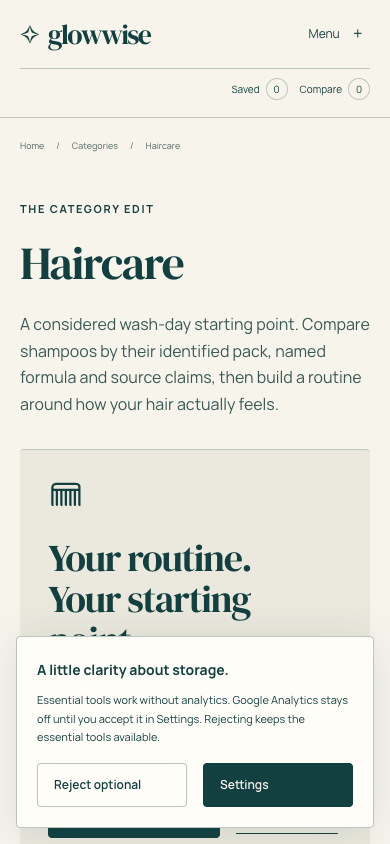 glowwise
Menu +
Saved 0 Compare 0
Home / Categories / Haircare
THE CATEGORY EDIT
Haircare
A considered wash-day starting point. Compare
shampoos by their identified pack, named
formula and source claims, then build a routine
around how your hair actually feels.
Your routine.
Your starting
point.
A little clarity about storage.
Essential tools work without analytics. Google Analytics stays
off until you accept it in Settings. Rejecting keeps the
essential tools available.
Reject optional
Settings